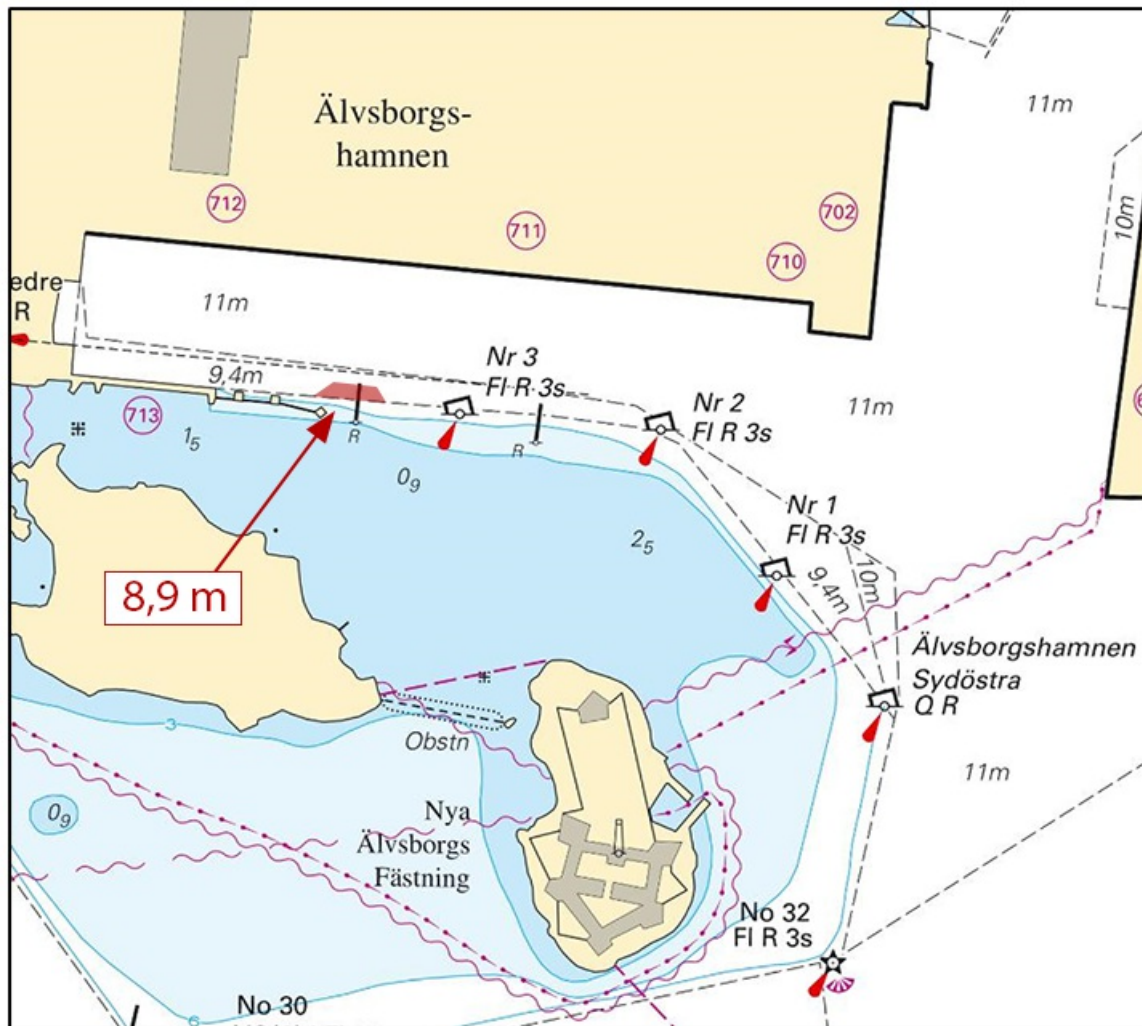 Älvsborgs-
hamnen
11m
712
711
702
710
10m
edre
R
11m
Nr 3
Fl R 3s
9,4m
Nr 2
Fl R 3s
11m
713
15
R
R
09
25
Nr 1
Fl R 3s
9,4m
10m
8,9 m
Älvsborgshamnen
Sydöstra
Q R
3
Obstn
11m
09
Nya
Älvsborgs
Fästning
No 32
Fl R 3s
No 30
6